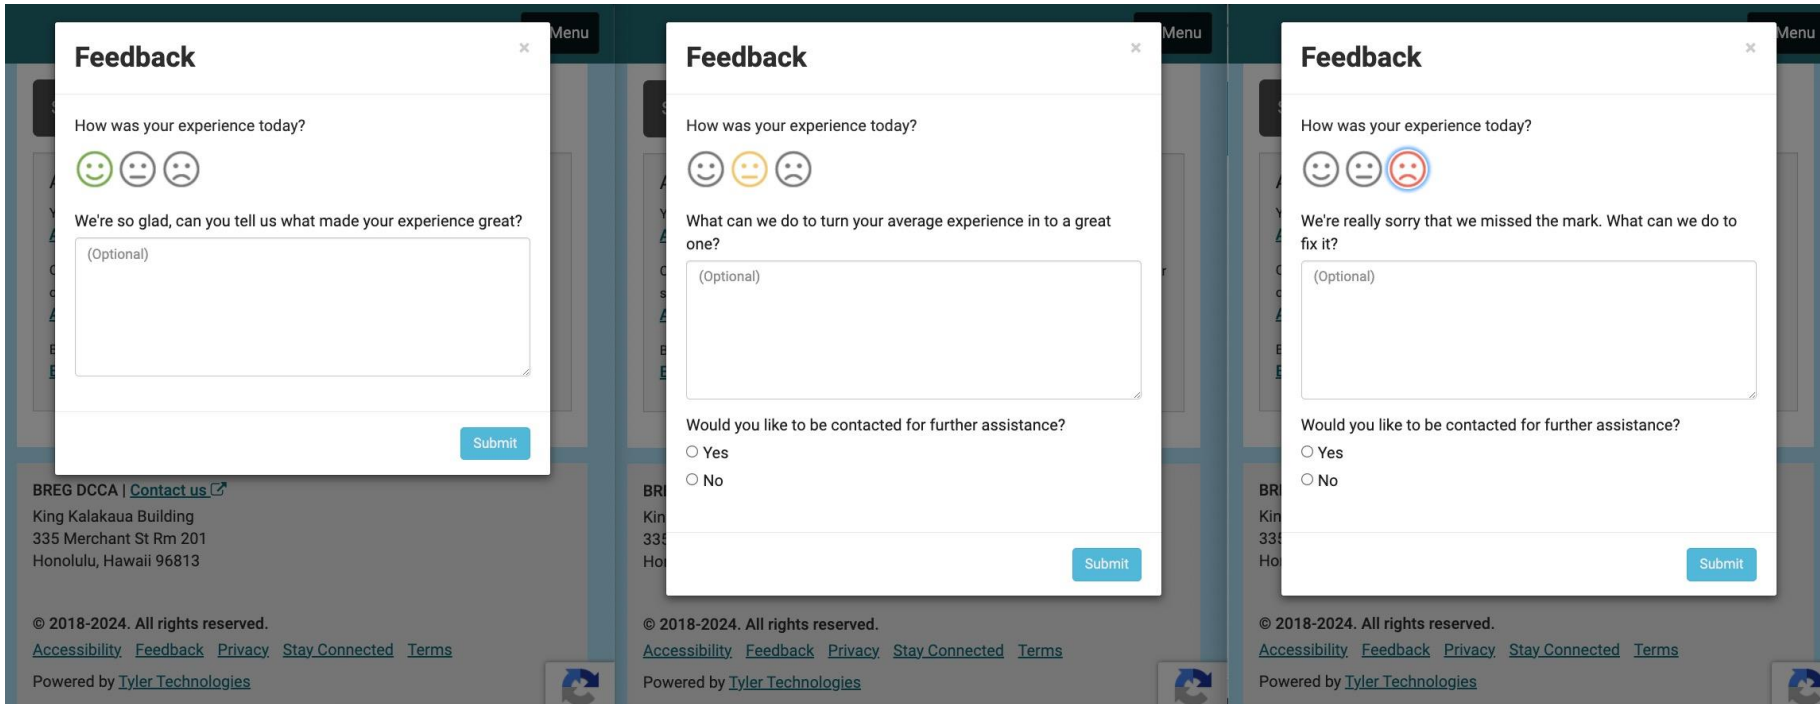 Menu
Feedback
×
How was your experience today?
We're so glad, can you tell us what made your experience great?
(Optional)
Submit
BREG DCCA | Contact us
King Kalakaua Building
335 Merchant St Rm 201
Honolulu, Hawaii 96813
© 2018-2024. All rights reserved.
Accessibility Feedback Privacy Stay Connected Terms
Powered by Tyler Technologies
Menu
Feedback
×
How was your experience today?
What can we do to turn your average experience in to a great
one?
(Optional)
Would you like to be contacted for further assistance?
Yes
No
Submit
© 2018-2024. All rights reserved.
Accessibility Feedback Privacy Stay Connected Terms
Powered by Tyler Technologies
Menu
Feedback
×
How was your experience today?
We're really sorry that we missed the mark. What can we do to
fix it?
(Optional)
Would you like to be contacted for further assistance?
Yes
No
Submit
© 2018-2024. All rights reserved.
Accessibility Feedback Privacy Stay Connected Terms
Powered by Tyler Technologies